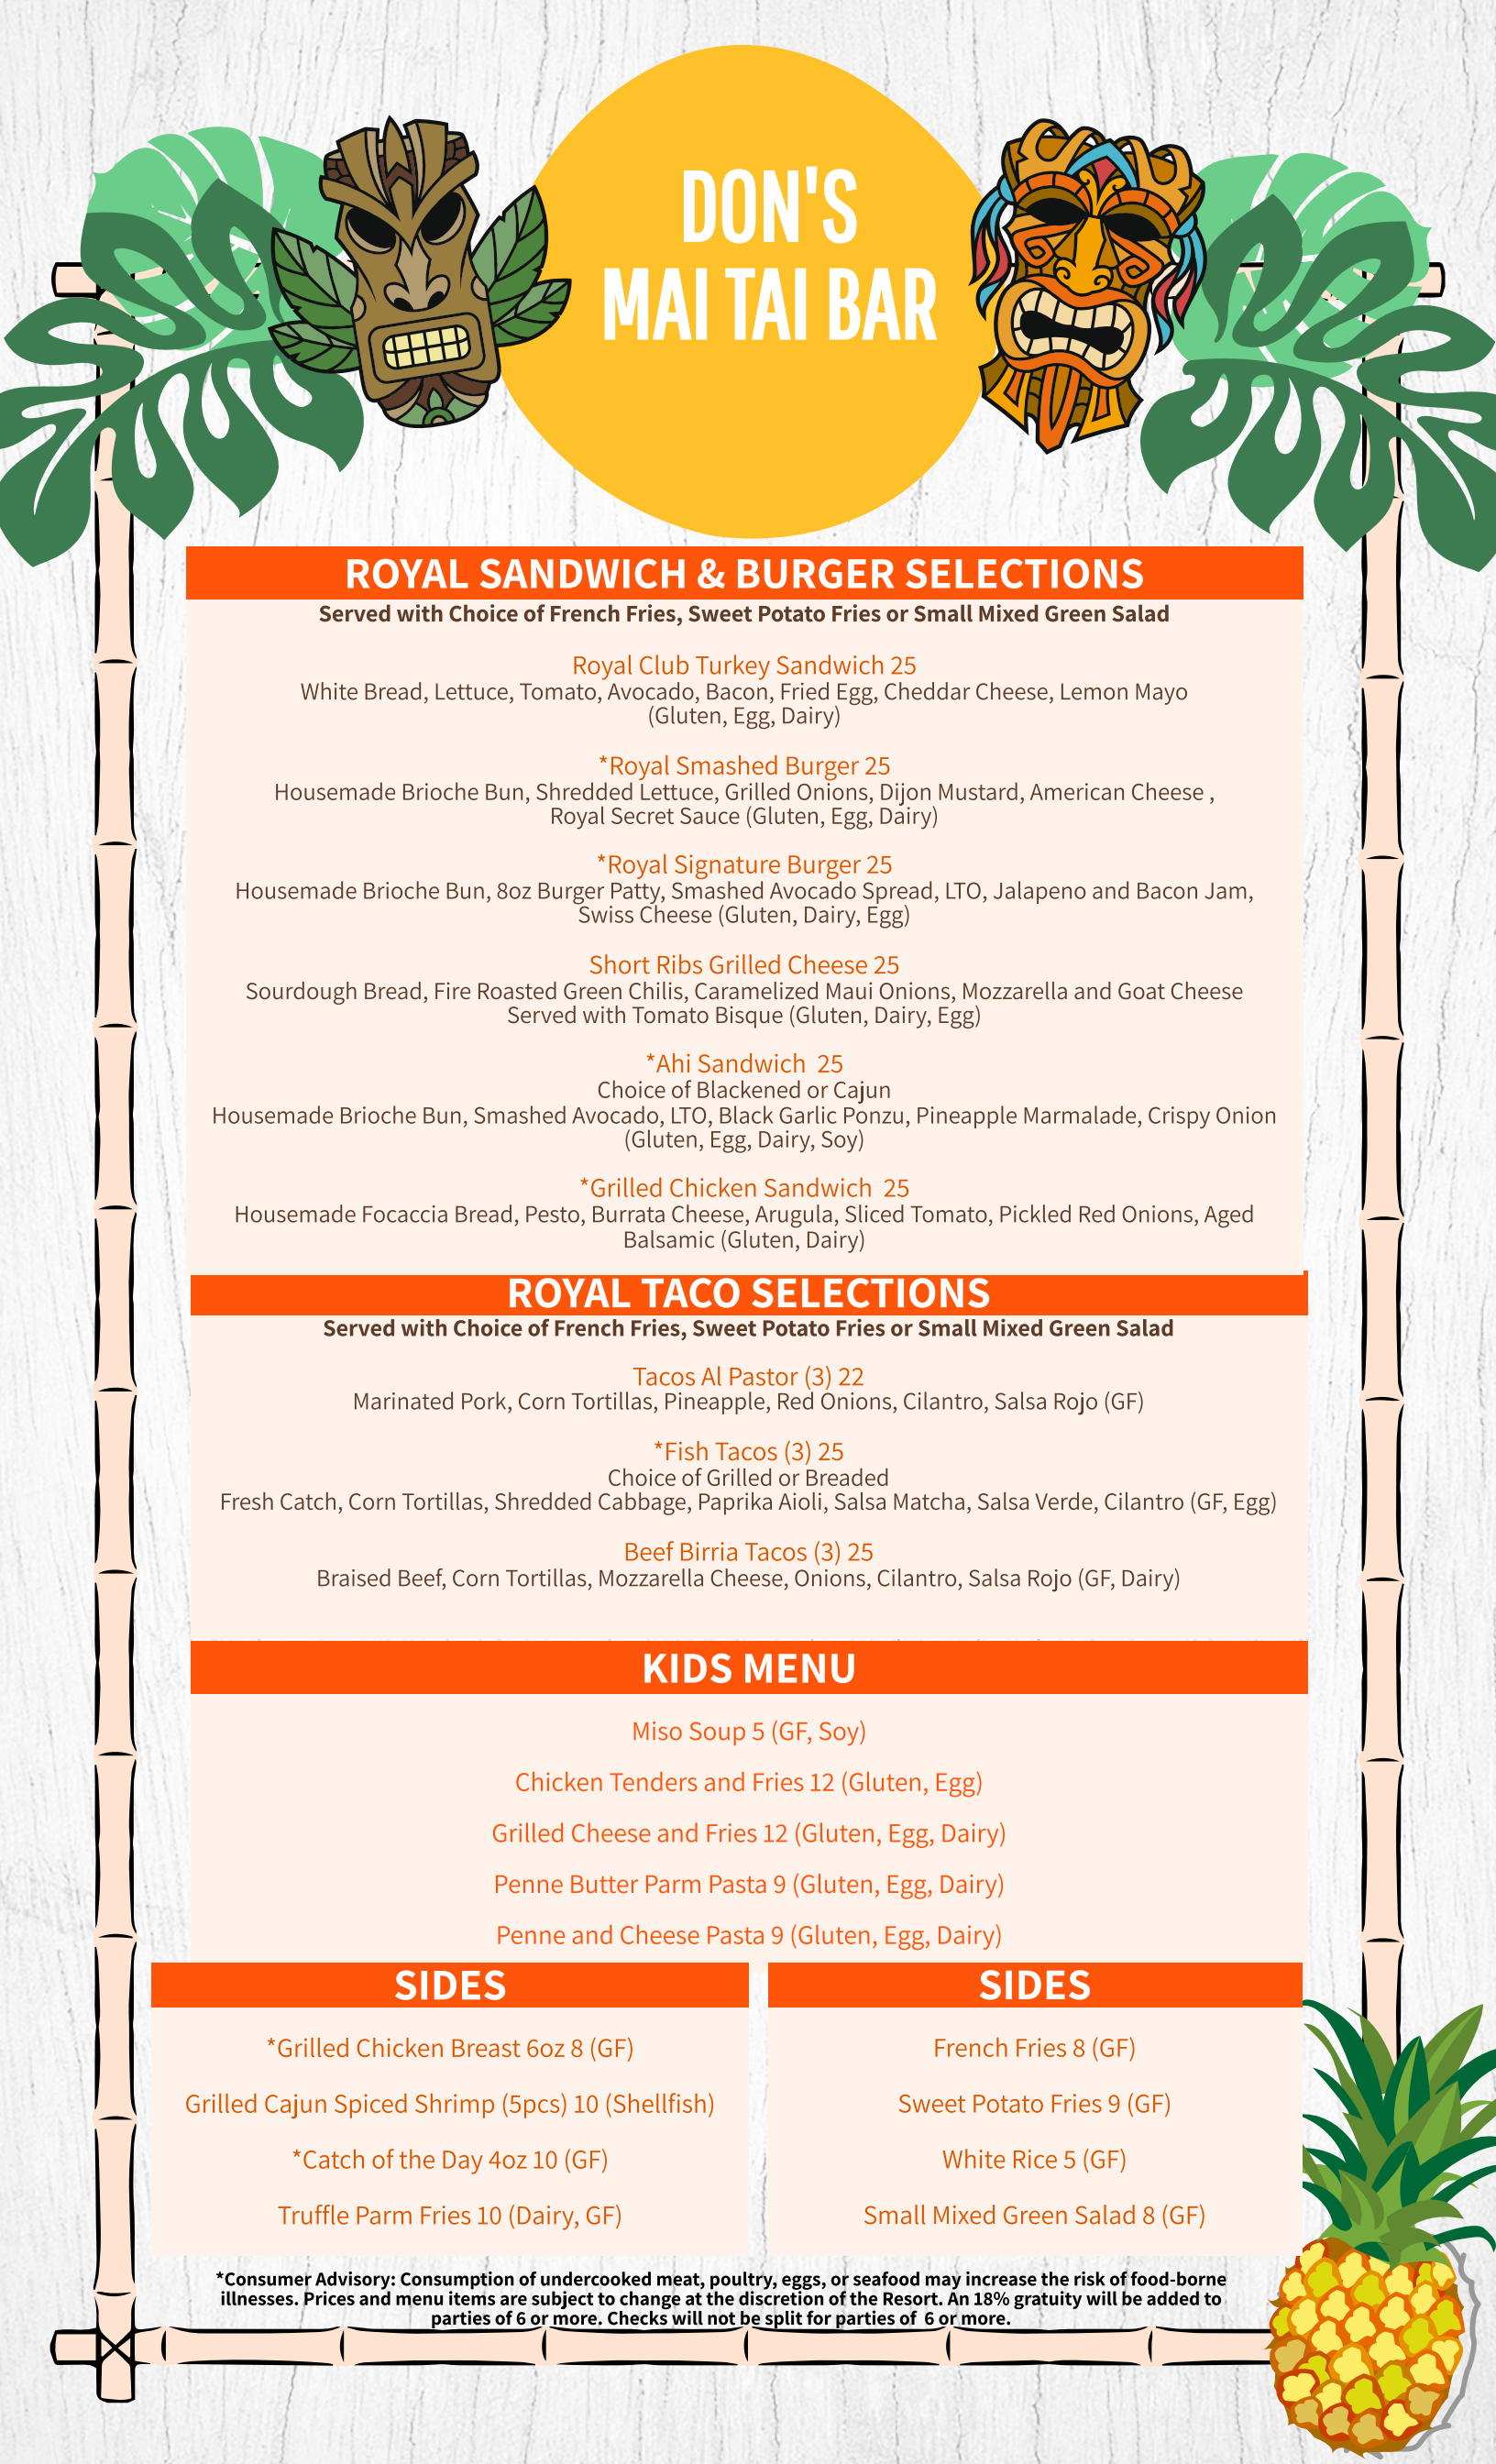 DON'S
MAI TAI BAR
ROYAL SANDWICH & BURGER SELECTIONS
Served with Choice of French Fries, Sweet Potato Fries or Small Mixed Green Salad
Royal Club Turkey Sandwich 25
White Bread, Lettuce, Tomato, Avocado, Bacon, Fried Egg, Cheddar Cheese, Lemon Mayo
(Gluten, Egg, Dairy)
*Royal Smashed Burger 25
Housemade Brioche Bun, Shredded Lettuce, Grilled Onions, Dijon Mustard, American Cheese ,
Royal Secret Sauce (Gluten, Egg, Dairy)
*Royal Signature Burger 25
Housemade Brioche Bun, 8oz Burger Patty, Smashed Avocado Spread, LTO, Jalapeno and Bacon Jam,
Swiss Cheese (Gluten, Dairy, Egg)
Short Ribs Grilled Cheese 25
Sourdough Bread, Fire Roasted Green Chilis, Caramelized Maui Onions, Mozzarella and Goat Cheese
Served with Tomato Bisque (Gluten, Dairy, Egg)
*Ahi Sandwich 25
Choice of Blackened or Cajun
Housemade Brioche Bun, Smashed Avocado, LTO, Black Garlic Ponzu, Pineapple Marmalade, Crispy Onion
(Gluten, Egg, Dairy, Soy)
*Grilled Chicken Sandwich 25
Housemade Focaccia Bread, Pesto, Burrata Cheese, Arugula, Sliced Tomato, Pickled Red Onions, Aged
Balsamic (Gluten, Dairy)
ROYAL TACO SELECTIONS
Served with Choice of French Fries, Sweet Potato Fries or Small Mixed Green Salad
Tacos Al Pastor (3) 22
Marinated Pork, Corn Tortillas, Pineapple, Red Onions, Cilantro, Salsa Rojo (GF)
*Fish Tacos (3) 25
Choice of Grilled or Breaded
Fresh Catch, Corn Tortillas, Shredded Cabbage, Paprika Aioli, Salsa Matcha, Salsa Verde, Cilantro (GF, Egg)
Beef Birria Tacos (3) 25
Braised Beef, Corn Tortillas, Mozzarella Cheese, Onions, Cilantro, Salsa Rojo (GF, Dairy)
KIDS MENU
Miso Soup 5 (GF, Soy)
Chicken Tenders and Fries 12 (Gluten, Egg)
Grilled Cheese and Fries 12 (Gluten, Egg, Dairy)
Penne Butter Parm Pasta 9 (Gluten, Egg, Dairy)
Penne and Cheese Pasta 9 (Gluten, Egg, Dairy)
SIDES
*Grilled Chicken Breast 6oz 8 (GF)
Grilled Cajun Spiced Shrimp (5pcs) 10 (Shellfish)
*Catch of the Day 4oz 10 (GF)
Truffle Parm Fries 10 (Dairy, GF)
SIDES
French Fries 8 (GF)
Sweet Potato Fries 9 (GF)
White Rice 5 (GF)
Small Mixed Green Salad 8 (GF)
*Consumer Advisory: Consumption of undercooked meat, poultry, eggs, or seafood may increase the risk of food-borne
illnesses. Prices and menu items are subject to change at the discretion of the Resort. An 18% gratuity will be added to
parties of 6 or more. Checks will not be split for parties of 6 or more.